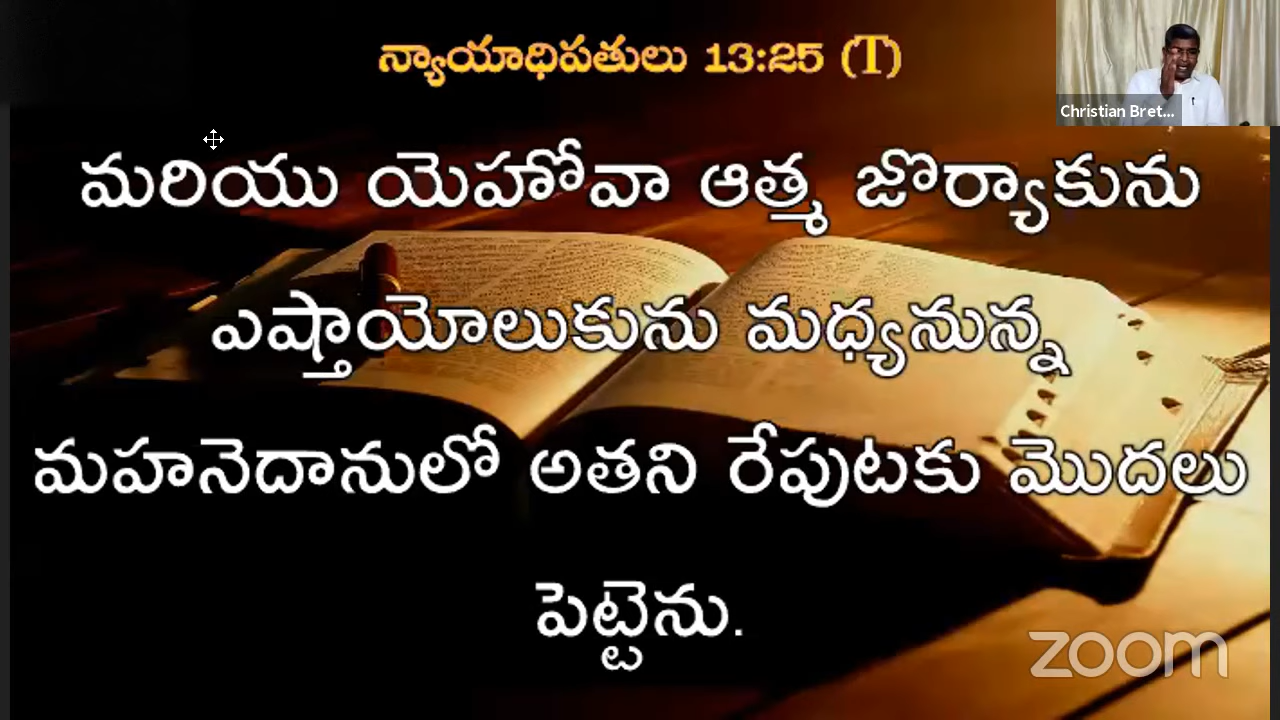 న్యాయాధిపతులు 13:25 (T)
Christian Bret...
మరియు యెహోవా ఆత్మ జొర్యాకును
ఎష్తాయోలుకును మధ్యనున్న
మహనెదానులో అతని రేపుటకు మొదలు
పెట్టెను.
zoom